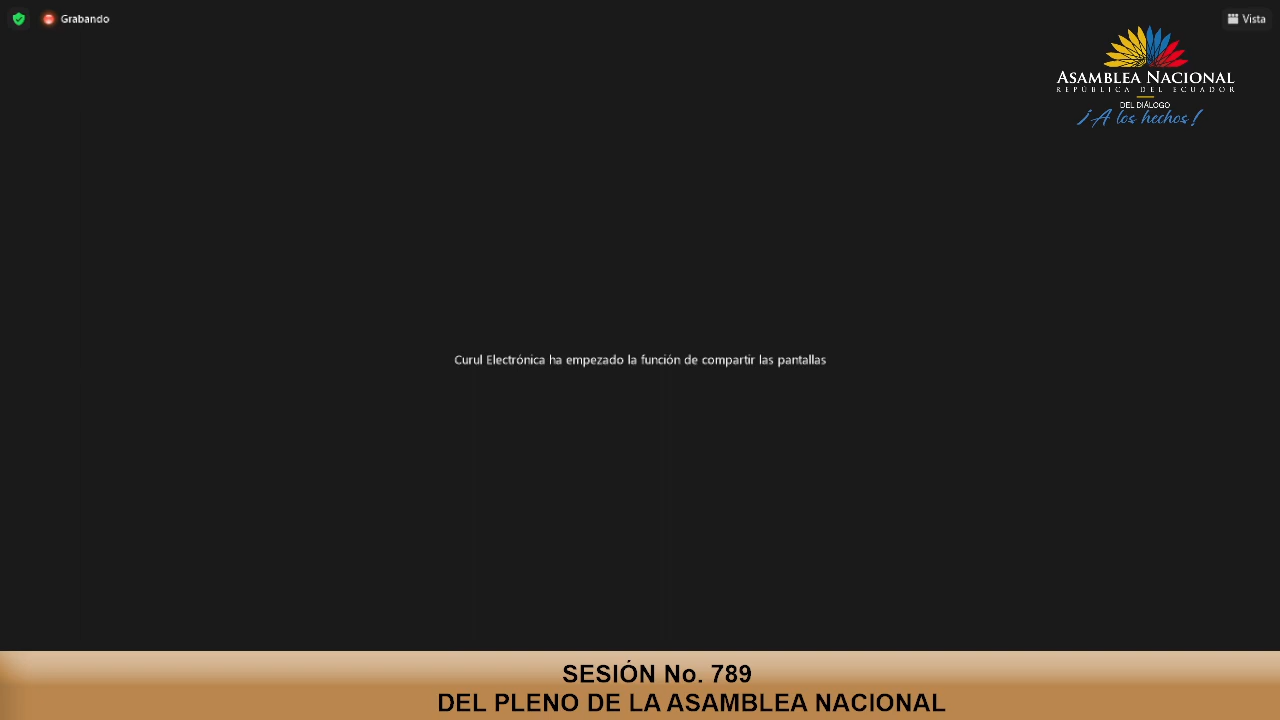 Grabando
Vista
ASAMBLEA NACIONAL
REPÚBLICA DEL ECUADOR
DEL DIÁLOGO
¡A los hechos!
Curul Electrónica ha empezado la función de compartir las pantallas
SESIÓN No. 789
DEL PLENO DE LA ASAMBLEA NACIONAL